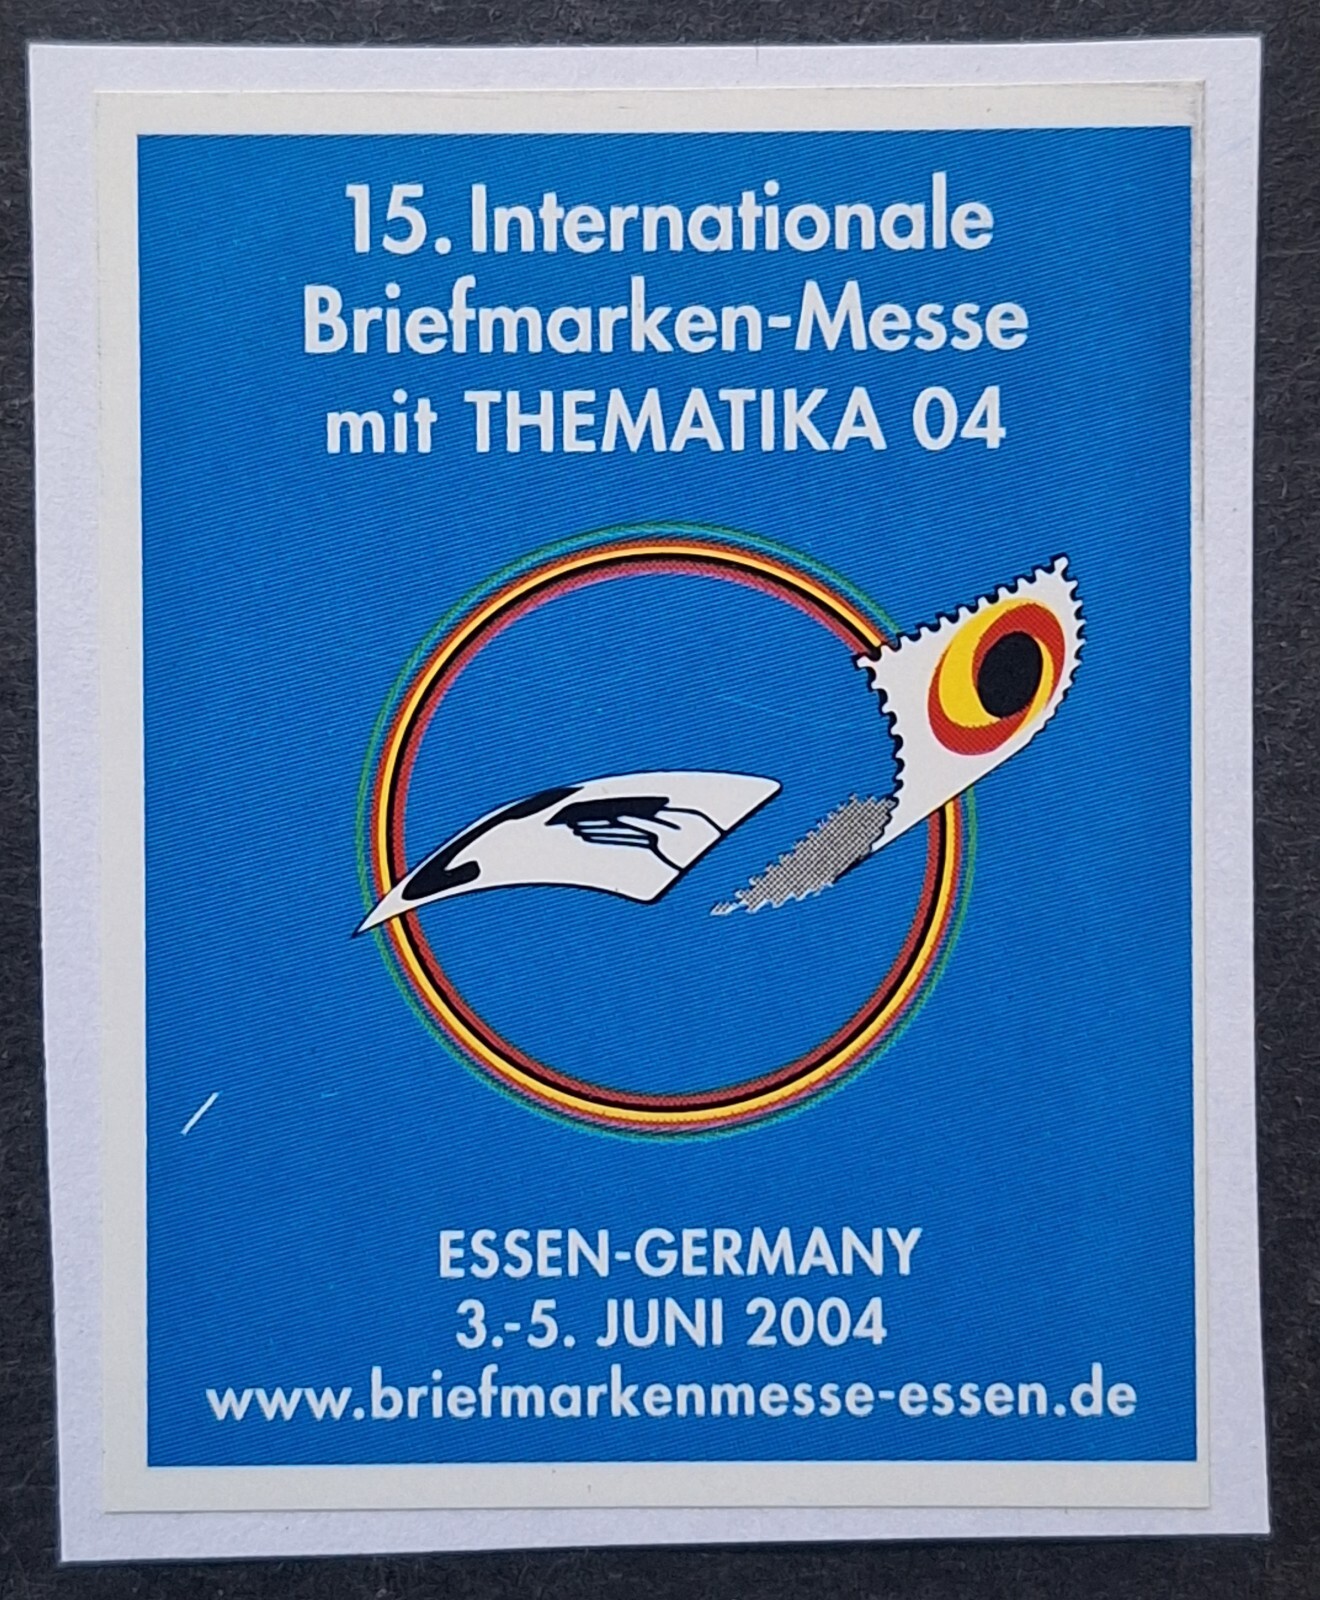 15. Internationale
Briefmarken-Messe
mit THEMATIKA 04
ESSEN-GERMANY
3.-5. JUNI 2004
www.briefmarkenmesse-essen.de